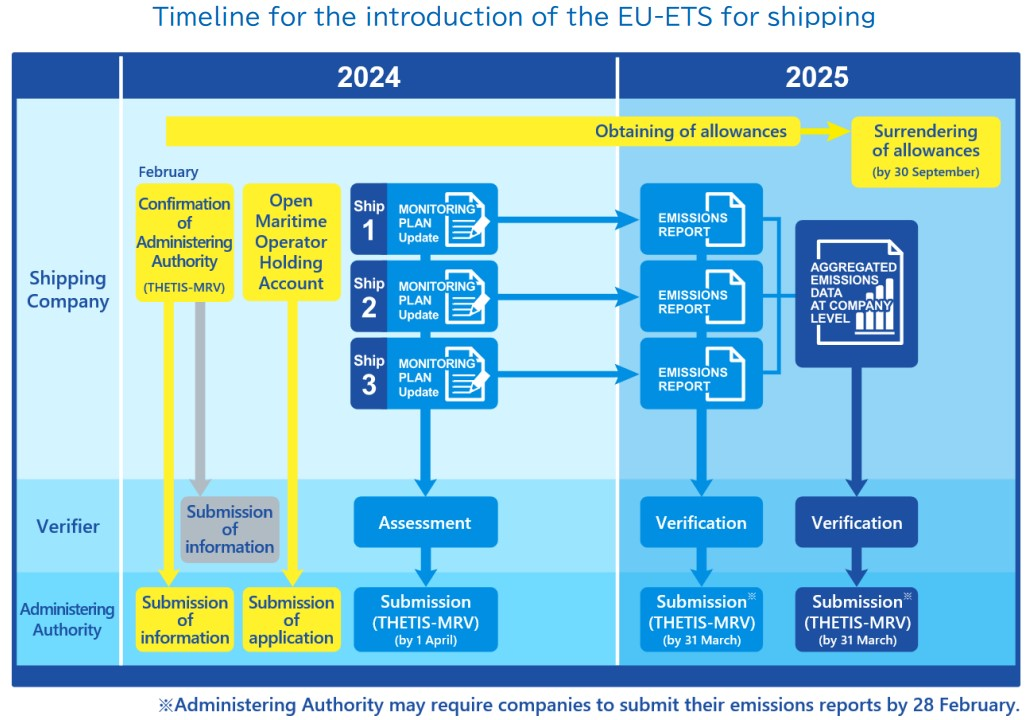 Timeline for the introduction of the EU-ETS for shipping
2024
2025
Obtaining of allowances
Surrendering
of allowances
(by 30 September)
Shipping
Company
February
Confirmation
of
Administering
Authority
(THETIS-MRV)
Open
Maritime
Operator
Holding
Account
Ship
1
MONITORING
PLAN
Update
Ship
2
MONITORING
PLAN
Update
Ship
3
MONITORING
PLAN
Update
EMISSIONS
REPORT
EMISSIONS
REPORT
EMISSIONS
REPORT
AGGREGATED
EMISSIONS
DATA
AT COMPANY
LEVEL
Verifier
Submission
of
information
Assessment
Verification
Verification
Administering
Authority
Submission
of
information
Submission
of
application
Submission
(THETIS-MRV)
(by 1 April)
Submission※
(THETIS-MRV)
(by 31 March)
Submission※
(THETIS-MRV)
(by 31 March)
※Administering Authority may require companies to submit their emissions reports by 28 February.